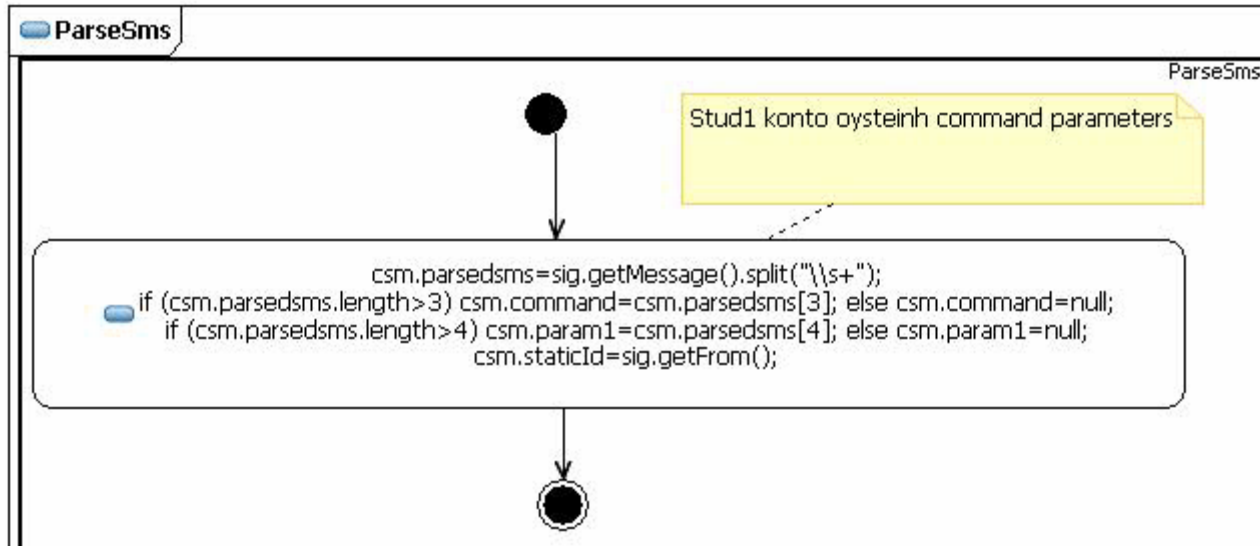 ParseSms
ParseSms
Stud1 konto oysteinh command parameters
csm.parsedsms=sig.getMessage().split("\\s+");
if (csm.parsedsms.length>3) csm.command=csm.parsedsms[3]; else csm.command=null;
if (csm.parsedsms.length>4) csm.param1=csm.parsedsms[4]; else csm.param1=null;
csm.staticId=sig.getFrom();